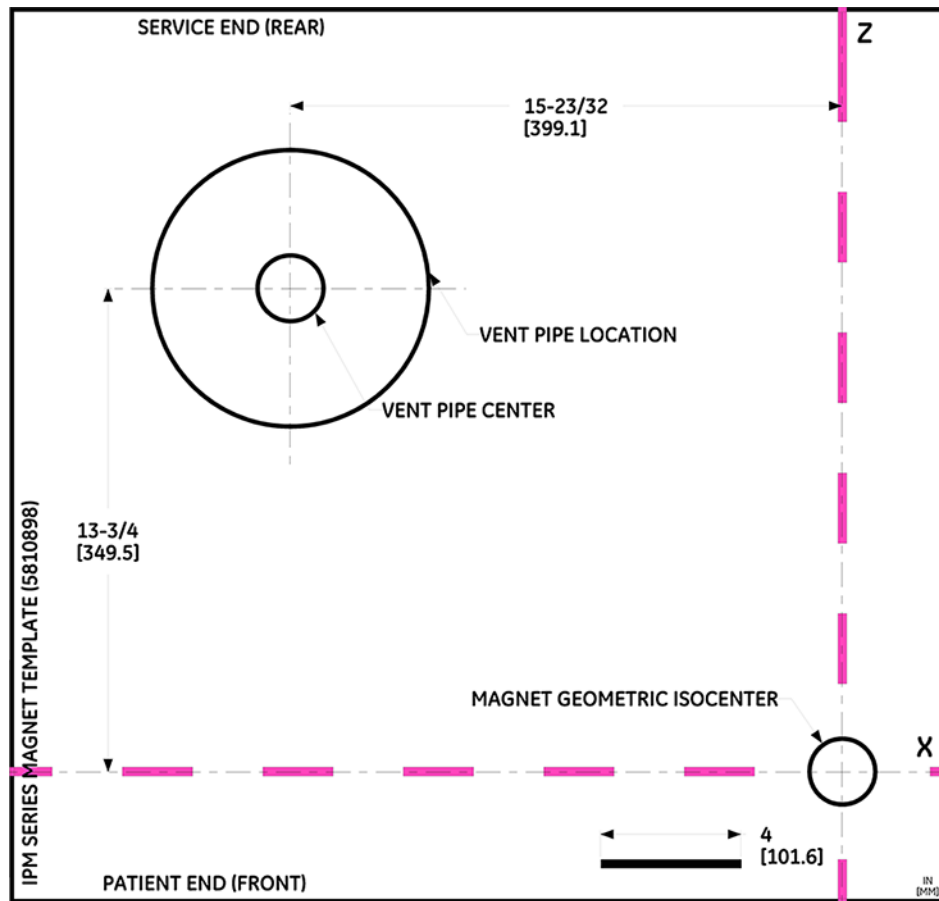 SERVICE END (REAR)
Z
15-23/32
[399.1]
VENT PIPE LOCATION
VENT PIPE CENTER
13-3/4
[349.5]
IPM SERIES MAGNET TEMPLATE (5810898)
MAGNET GEOMETRIC ISOCENTER
X
4
[101.6]
PATIENT END (FRONT)
IN
[MM]